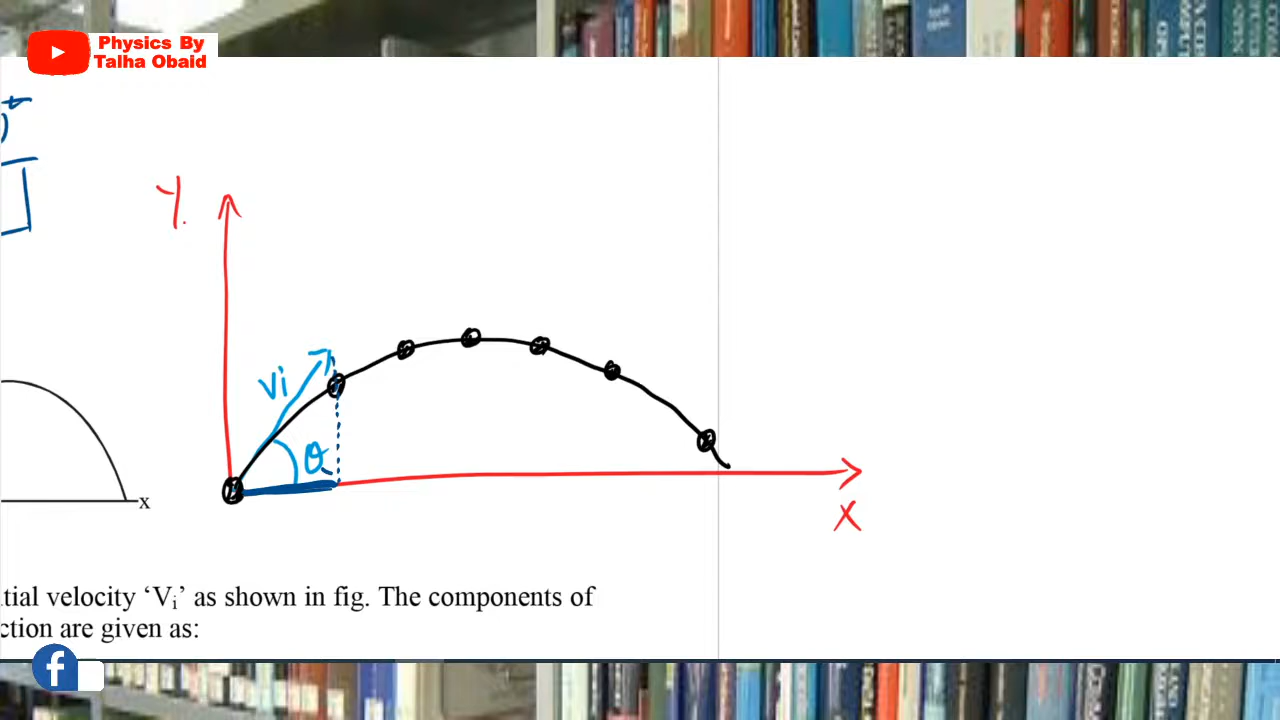 Physics By
Talha Obaid
Y
Vi
θ
x
X
tial velocity ‘Vi’ as shown in fig. The components of
ction are given as: